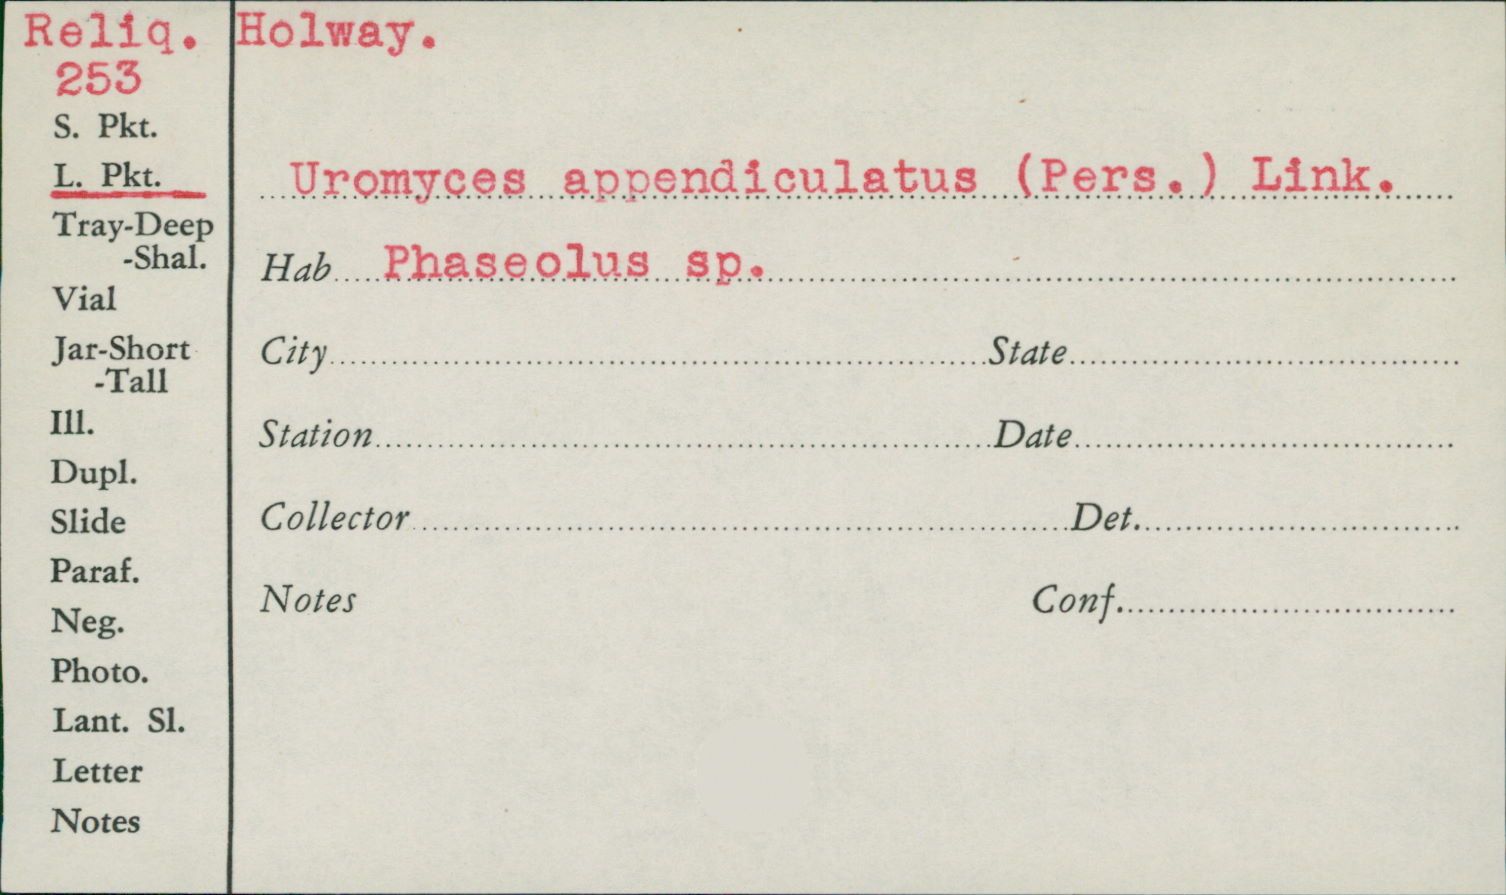 Reliq. Holway.
253
S. Pkt.
L. Pkt.
Uromyces appendiculatus (Pers.) Link.
Tray-Deep
-Shal.
Hab Phaseolus sp.
Vial
Jar-Short
-Tall
City State
Ill.
Station Date
Dupl.
Slide
Collector Det.
Paraf.
Notes Conf.
Neg.
Photo.
Lant. Sl.
Letter
Notes